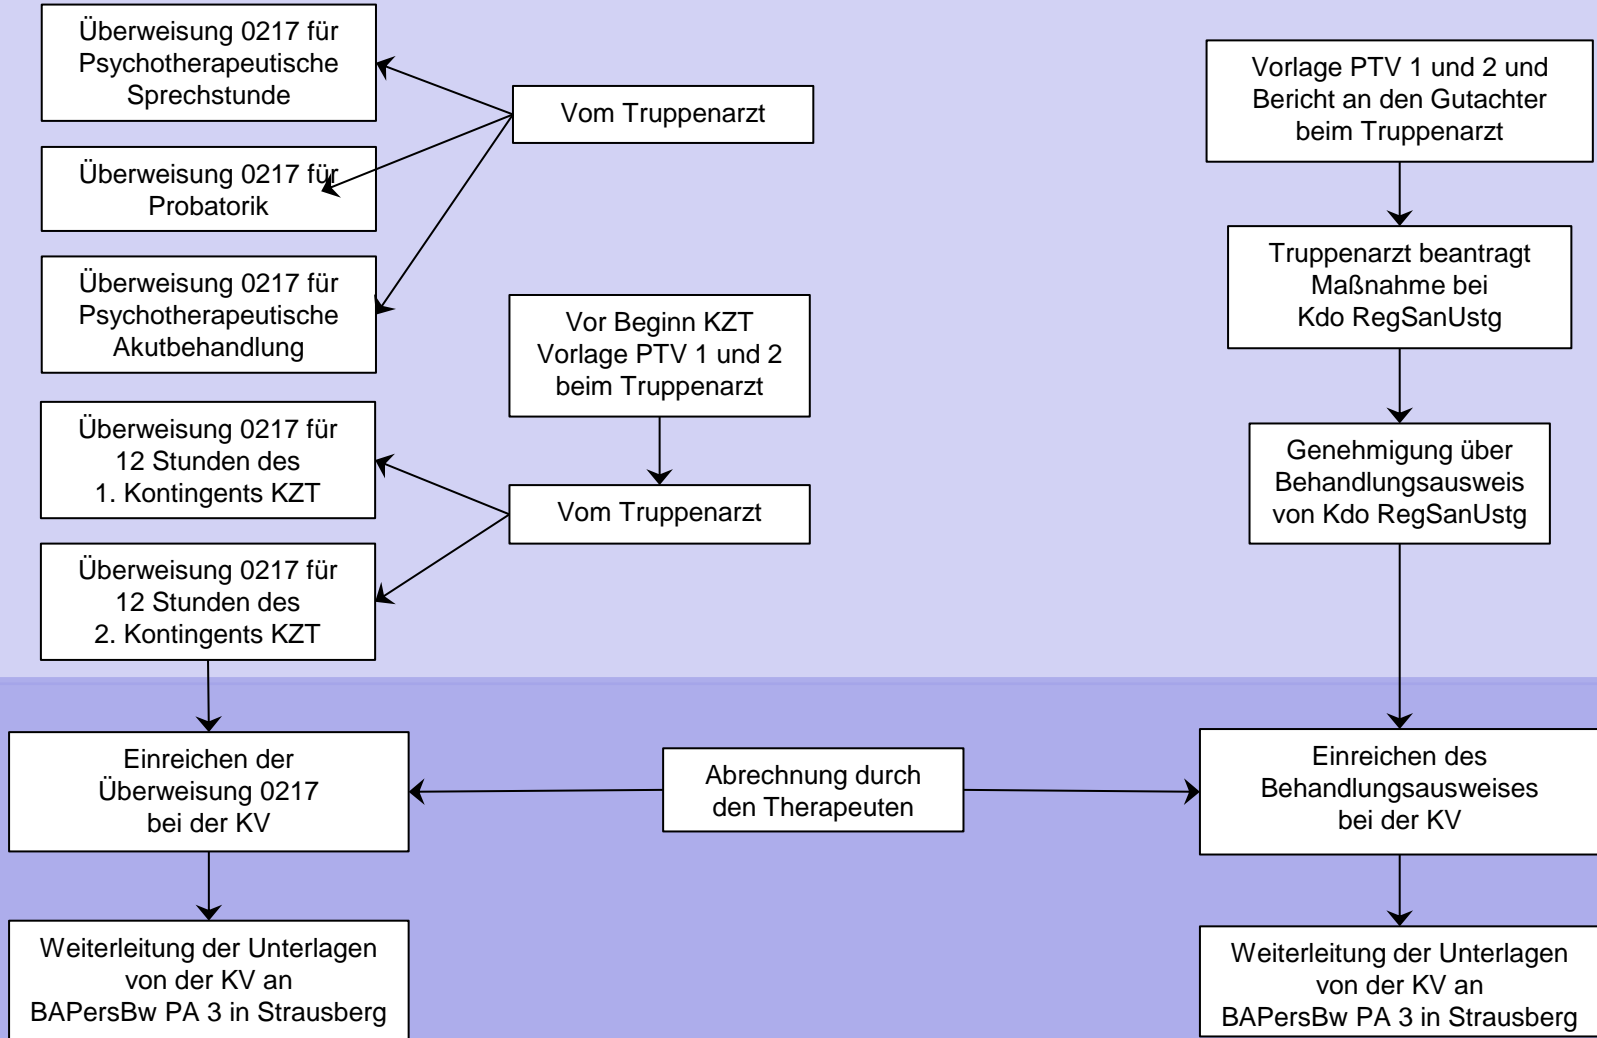 Überweisung 0217 für
Psychotherapeutische
Sprechstunde
Vom Truppenarzt
Überweisung 0217 für
Probatorik
Überweisung 0217 für
Psychotherapeutische
Akutbehandlung
Vor Beginn KZT
Vorlage PTV 1 und 2
beim Truppenarzt
Überweisung 0217 für
12 Stunden des
1. Kontingents KZT
Vom Truppenarzt
Überweisung 0217 für
12 Stunden des
2. Kontingents KZT
Vorlage PTV 1 und 2 und
Bericht an den Gutachter
beim Truppenarzt
Truppenarzt beantragt
Maßnahme bei
Kdo RegSanUstg
Genehmigung über
Behandlungsausweis
von Kdo RegSanUstg
Einreichen der
Überweisung 0217
bei der KV
Abrechnung durch
den Therapeuten
Einreichen des
Behandlungsausweises
bei der KV
Weiterleitung der Unterlagen
von der KV an
BAPersBw PA 3 in Strausberg
Weiterleitung der Unterlagen
von der KV an
BAPersBw PA 3 in Strausberg